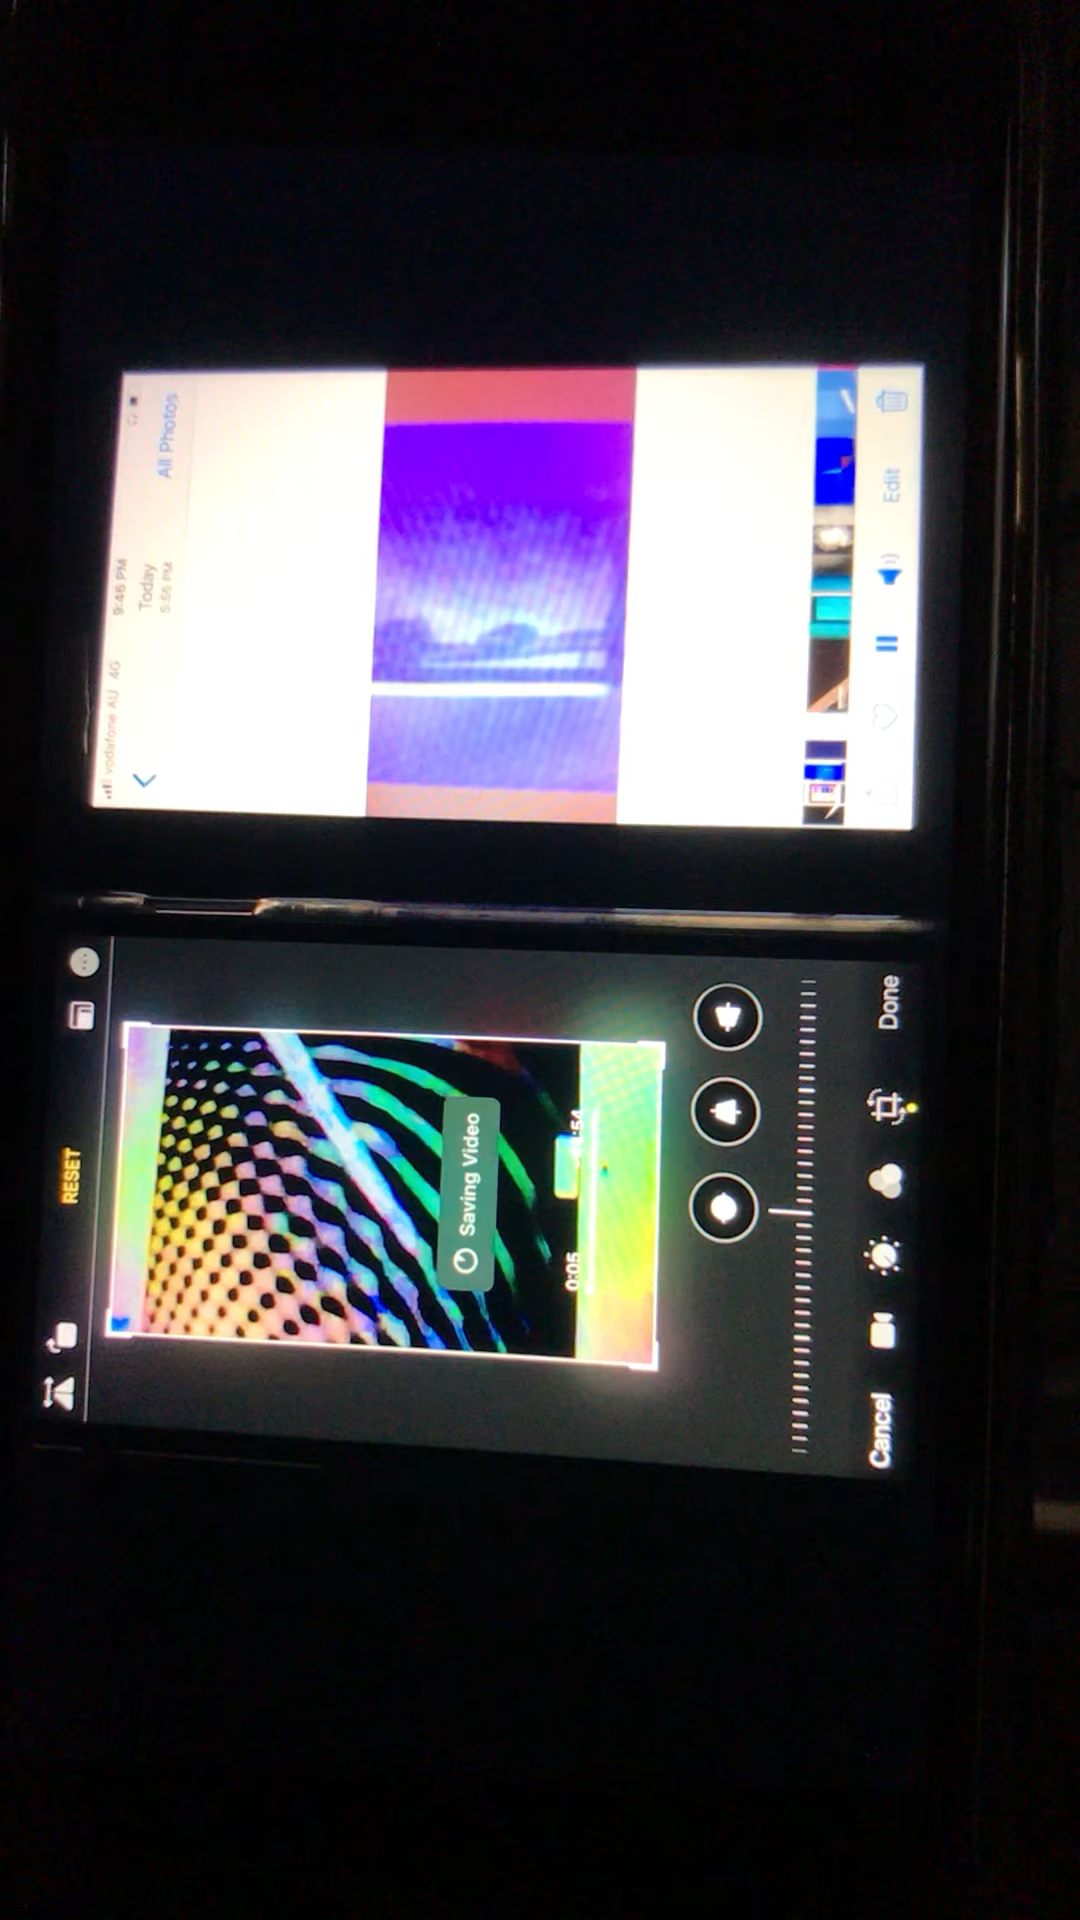 vodafone AU 4G 9:46 PM
Today
5:55 PM
All Photos
Edit
RESET
Saving Video
0:05
Cancel
Done